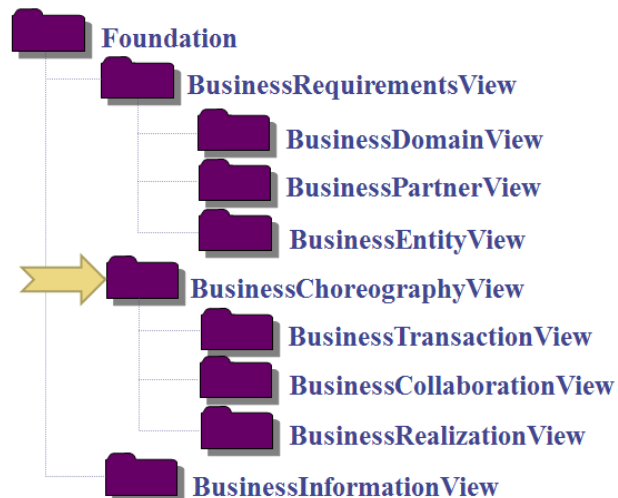 Foundation
BusinessRequirementsView
BusinessDomainView
BusinessPartnerView
BusinessEntityView
BusinessChoreographyView
BusinessTransactionView
BusinessCollaborationView
BusinessRealizationView
BusinessInformationView